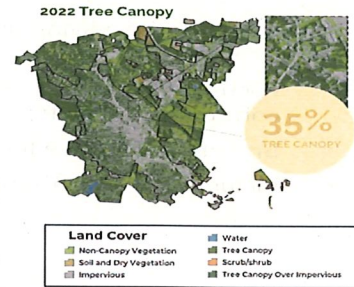 2022 Tree Canopy
35%
TREE CANOPY
Land Cover
Non-Canopy Vegetation
Soil and Dry Vegetation
Impervious
Water
Tree Canopy
Scrub/shrub
Tree Canopy Over Impervious